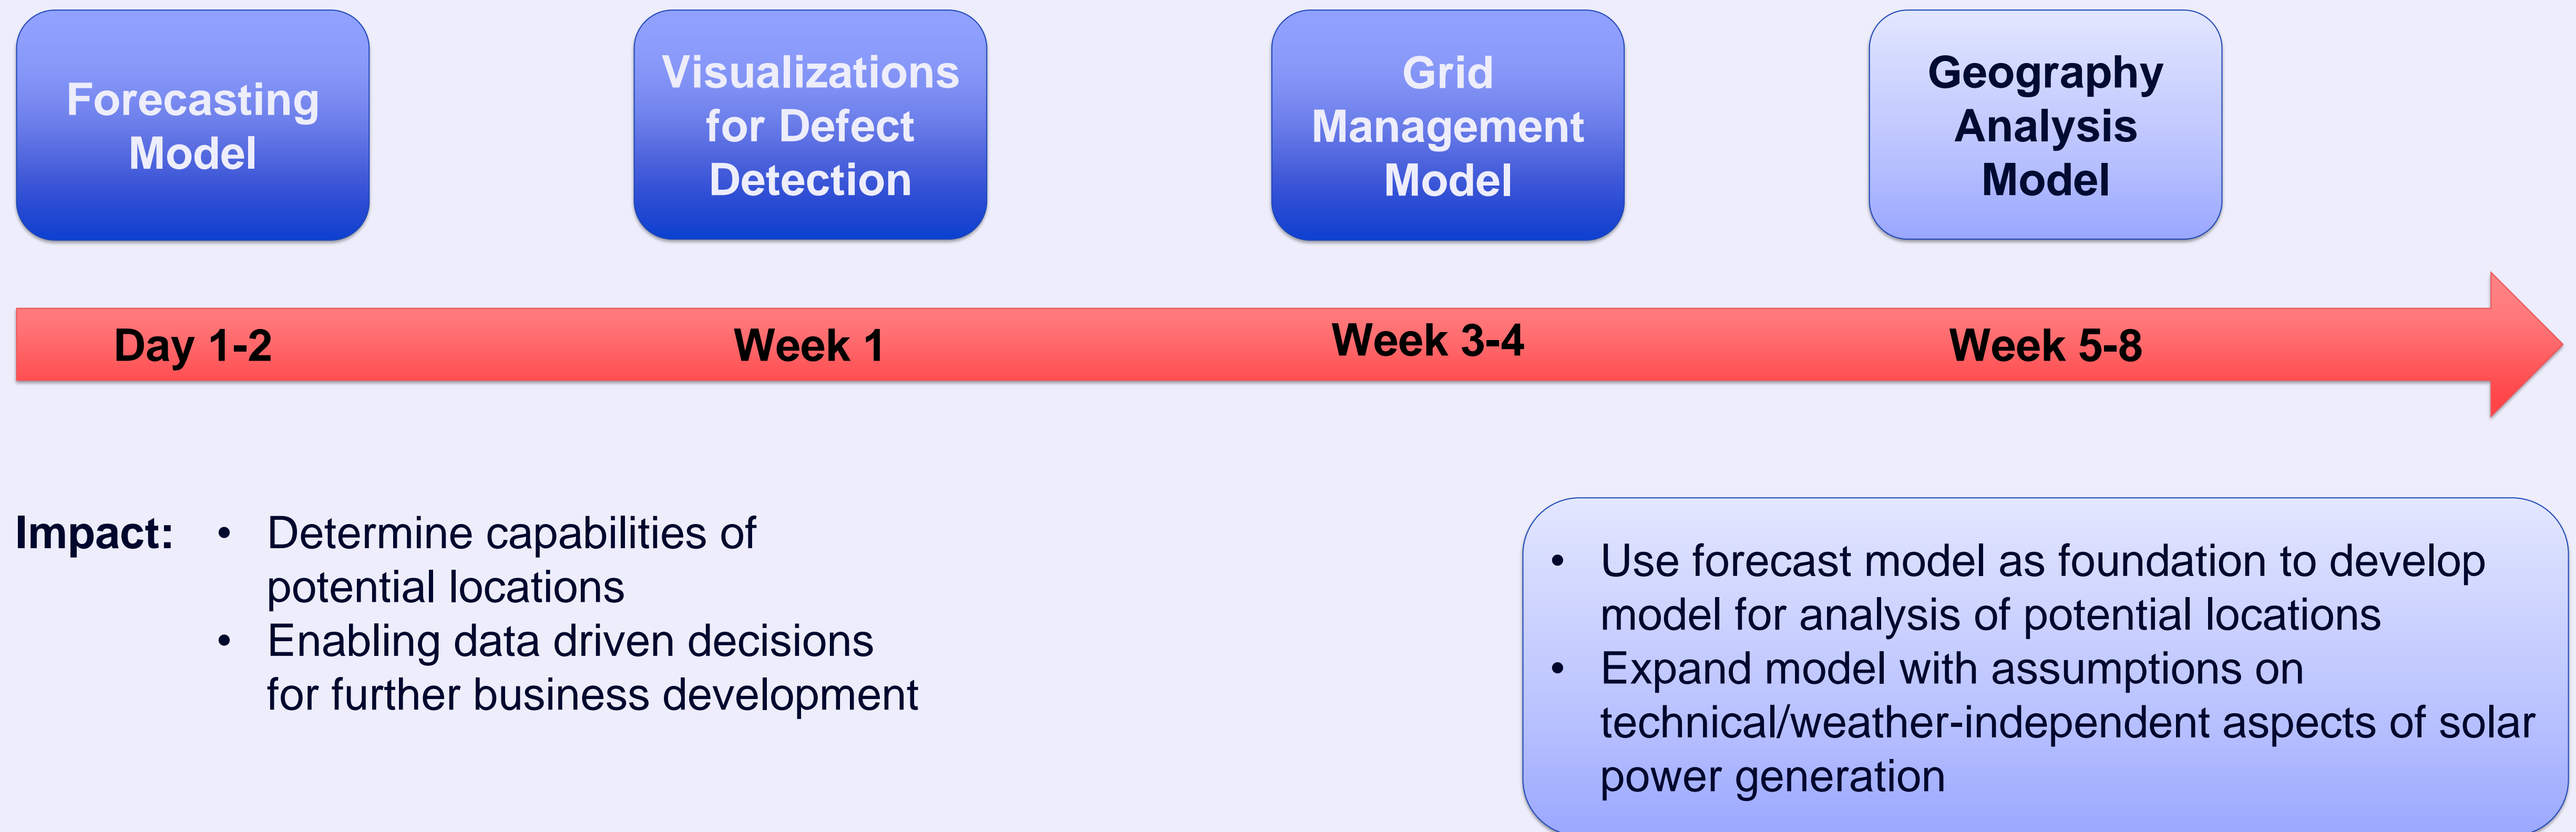 Forecasting
Model
Visualizations
for Defect
Detection
Grid
Management
Model
Geography
Analysis
Model
Day 1-2
Week 1
Week 3-4
Week 5-8
Impact:
• Determine capabilities of
potential locations
• Enabling data driven decisions
for further business development
• Use forecast model as foundation to develop
model for analysis of potential locations
• Expand model with assumptions on
technical/weather-independent aspects of solar
power generation